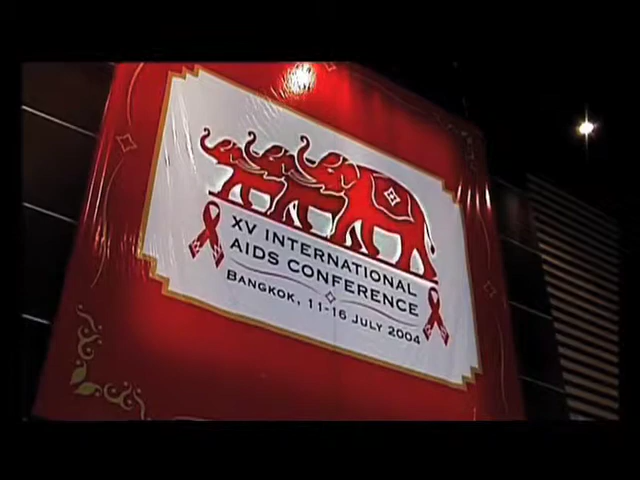 XV INTERNATIONAL
AIDS CONFERENCE
BANGKOK, 11-16 JULY 2004